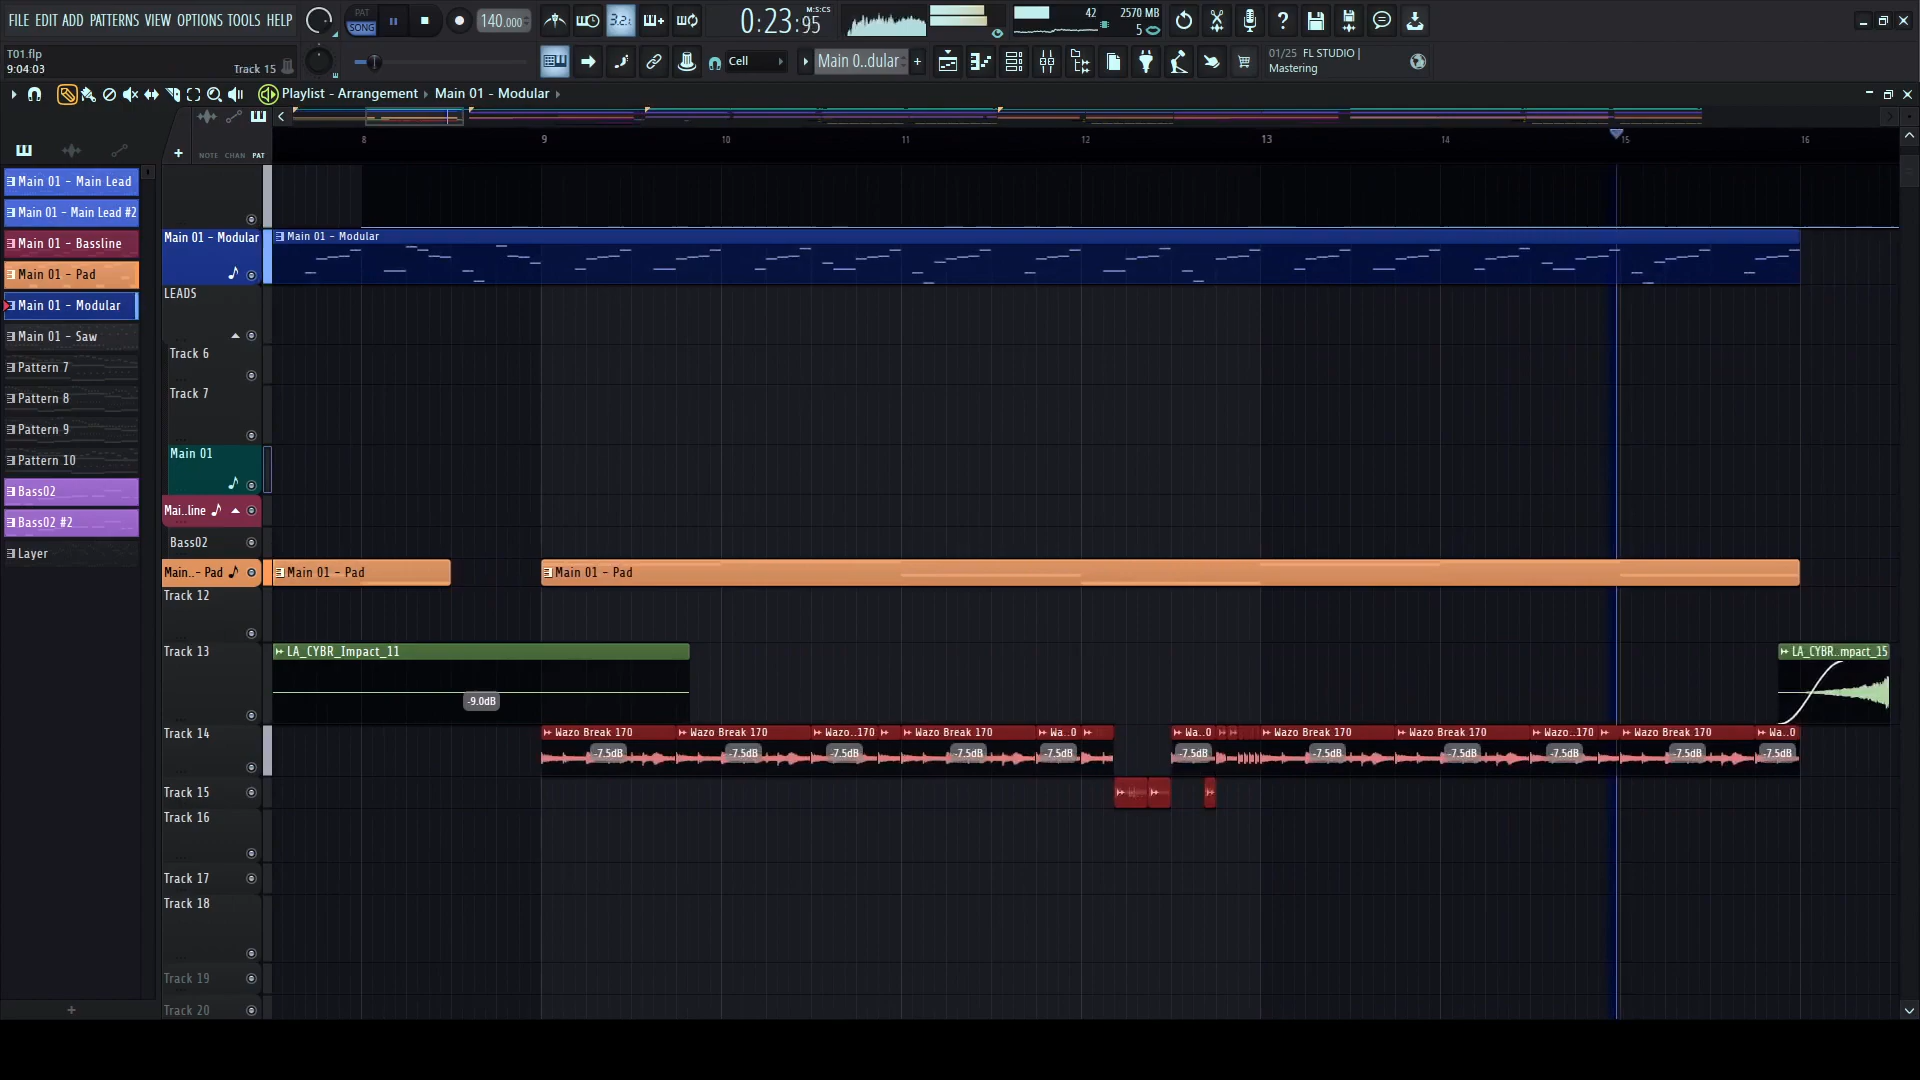 FILE EDIT ADD PATTERNS VIEW OPTIONS TOOLS HELP
PAT
SONG
140.000
3.2:
0:23:95
M:S:CS
42
2570 MB
5
T01.flp
9:04:03
Track 15
Cell
Main 0..dular
01/25 FL STUDIO |
Mastering
Playlist - Arrangement
Main 01 - Modular
NOTE CHAN PAT
8 9 10 11 12 13 14 15 16
Main 01 - Main Lead
Main 01 - Main Lead #2
Main 01 - Bassline
Main 01 - Pad
Main 01 - Modular
Main 01 - Saw
Pattern 7
Pattern 8
Pattern 9
Pattern 10
Bass02
Bass02 #2
Layer
Main 01 - Modular
Main 01 - Modular
LEADS
Track 6
Track 7
Main 01
Mai..line
Bass02
Main..- Pad
Main 01 - Pad
Main 01 - Pad
Track 12
Track 13
LA_CYBR_Impact_11
-9.0dB
LA_CYBR..mpact_15
Track 14
Wazo Break 170
Wazo Break 170
Wazo..170
Wazo Break 170
Wa..0
Wa..0
Wazo Break 170
Wazo Break 170
Wazo..170
Wazo Break 170
Wa..0
-7.5dB
-7.5dB
-7.5dB
-7.5dB
-7.5dB
-7.5dB
-7.5dB
-7.5dB
-7.5dB
-7.5dB
-7.5dB
Track 15
Track 16
Track 17
Track 18
Track 19
Track 20